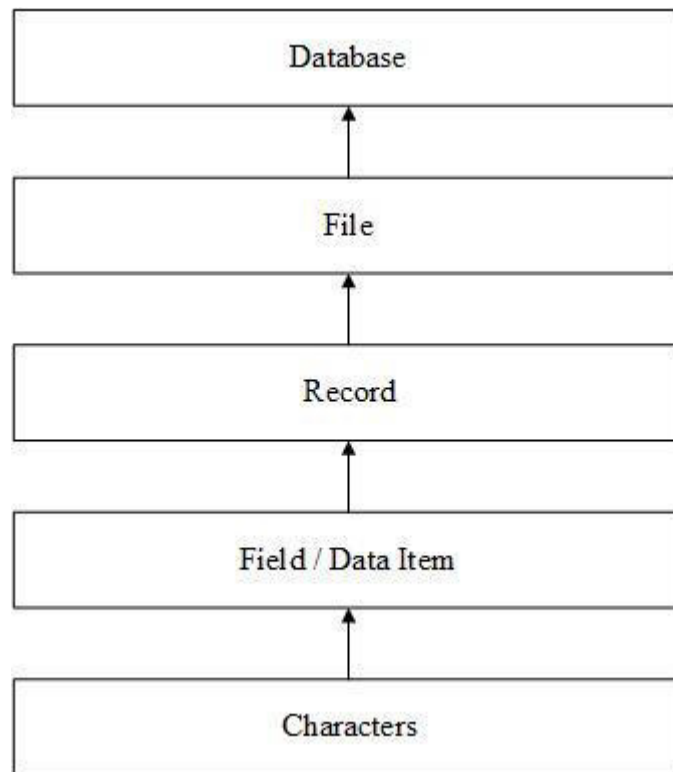 Database
File
Record
Field / Data Item
Characters